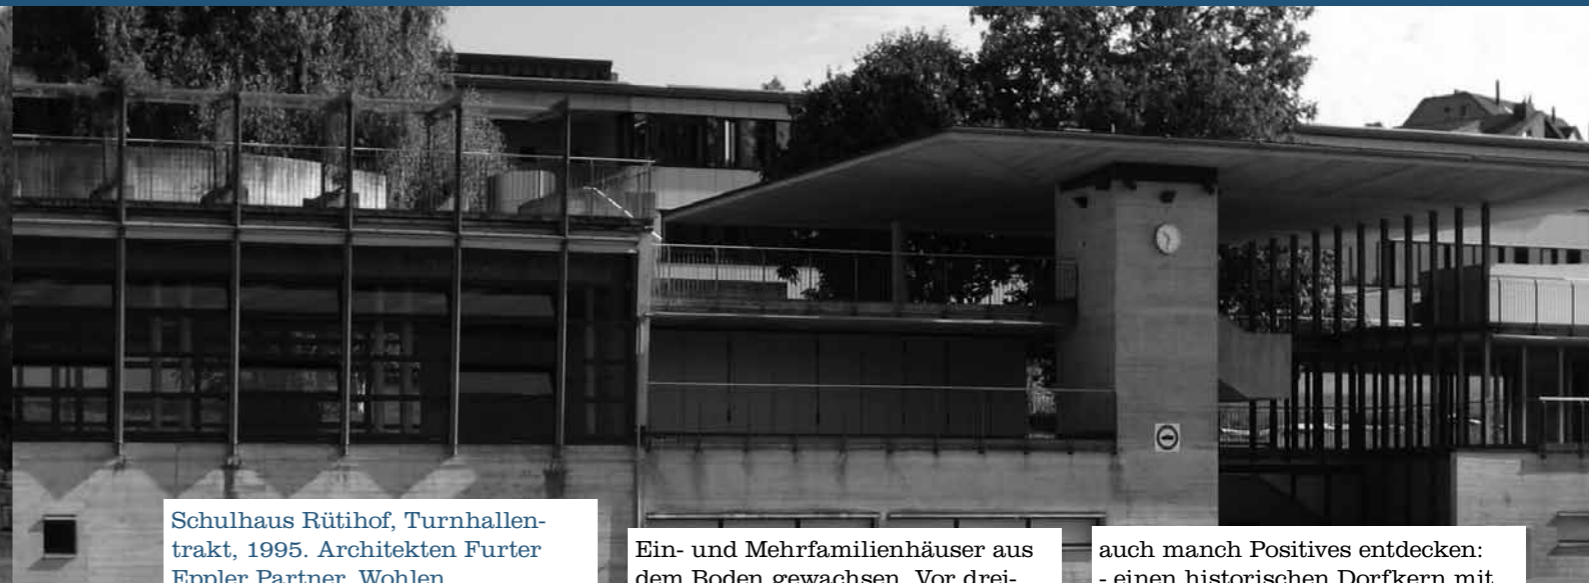 Schulhaus Rütihof, Turnhallen-
trakt, 1995. Architekten Furter
Eppler Partner, Wohlen
Ein- und Mehrfamilienhäuser aus
dem Boden gewachsen. Vor drei-
auch manch Positives entdecken:
- einen historischen Dorfkern mit